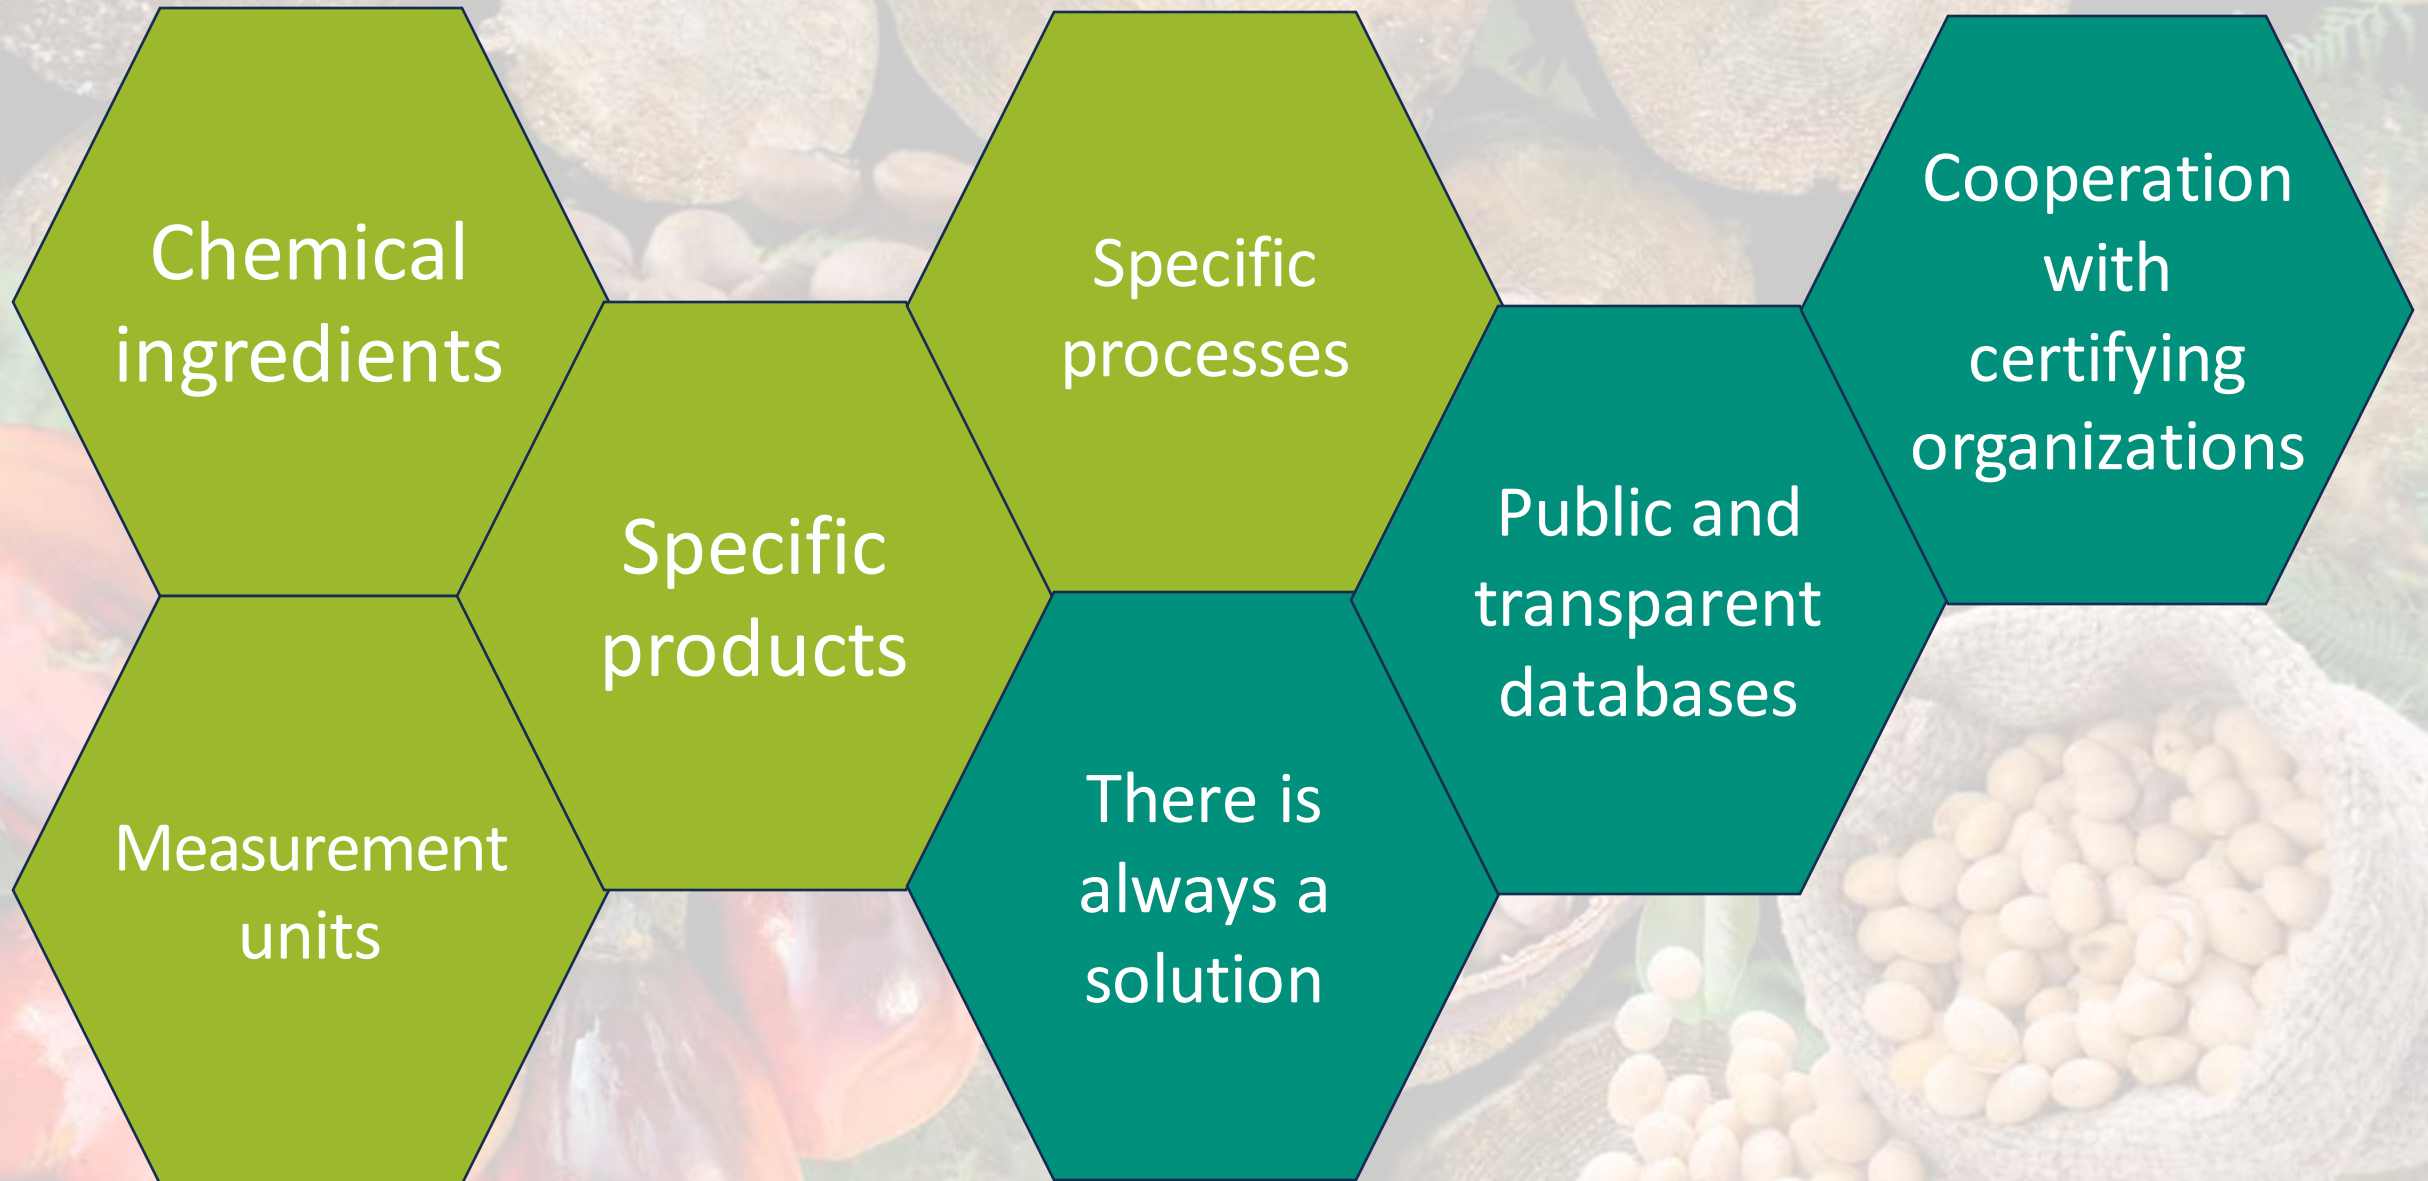 Chemical
ingredients
Measurement
units
Specific
products
Specific
processes
There is
always a
solution
Public and
transparent
databases
Cooperation
with
certifying
organizations